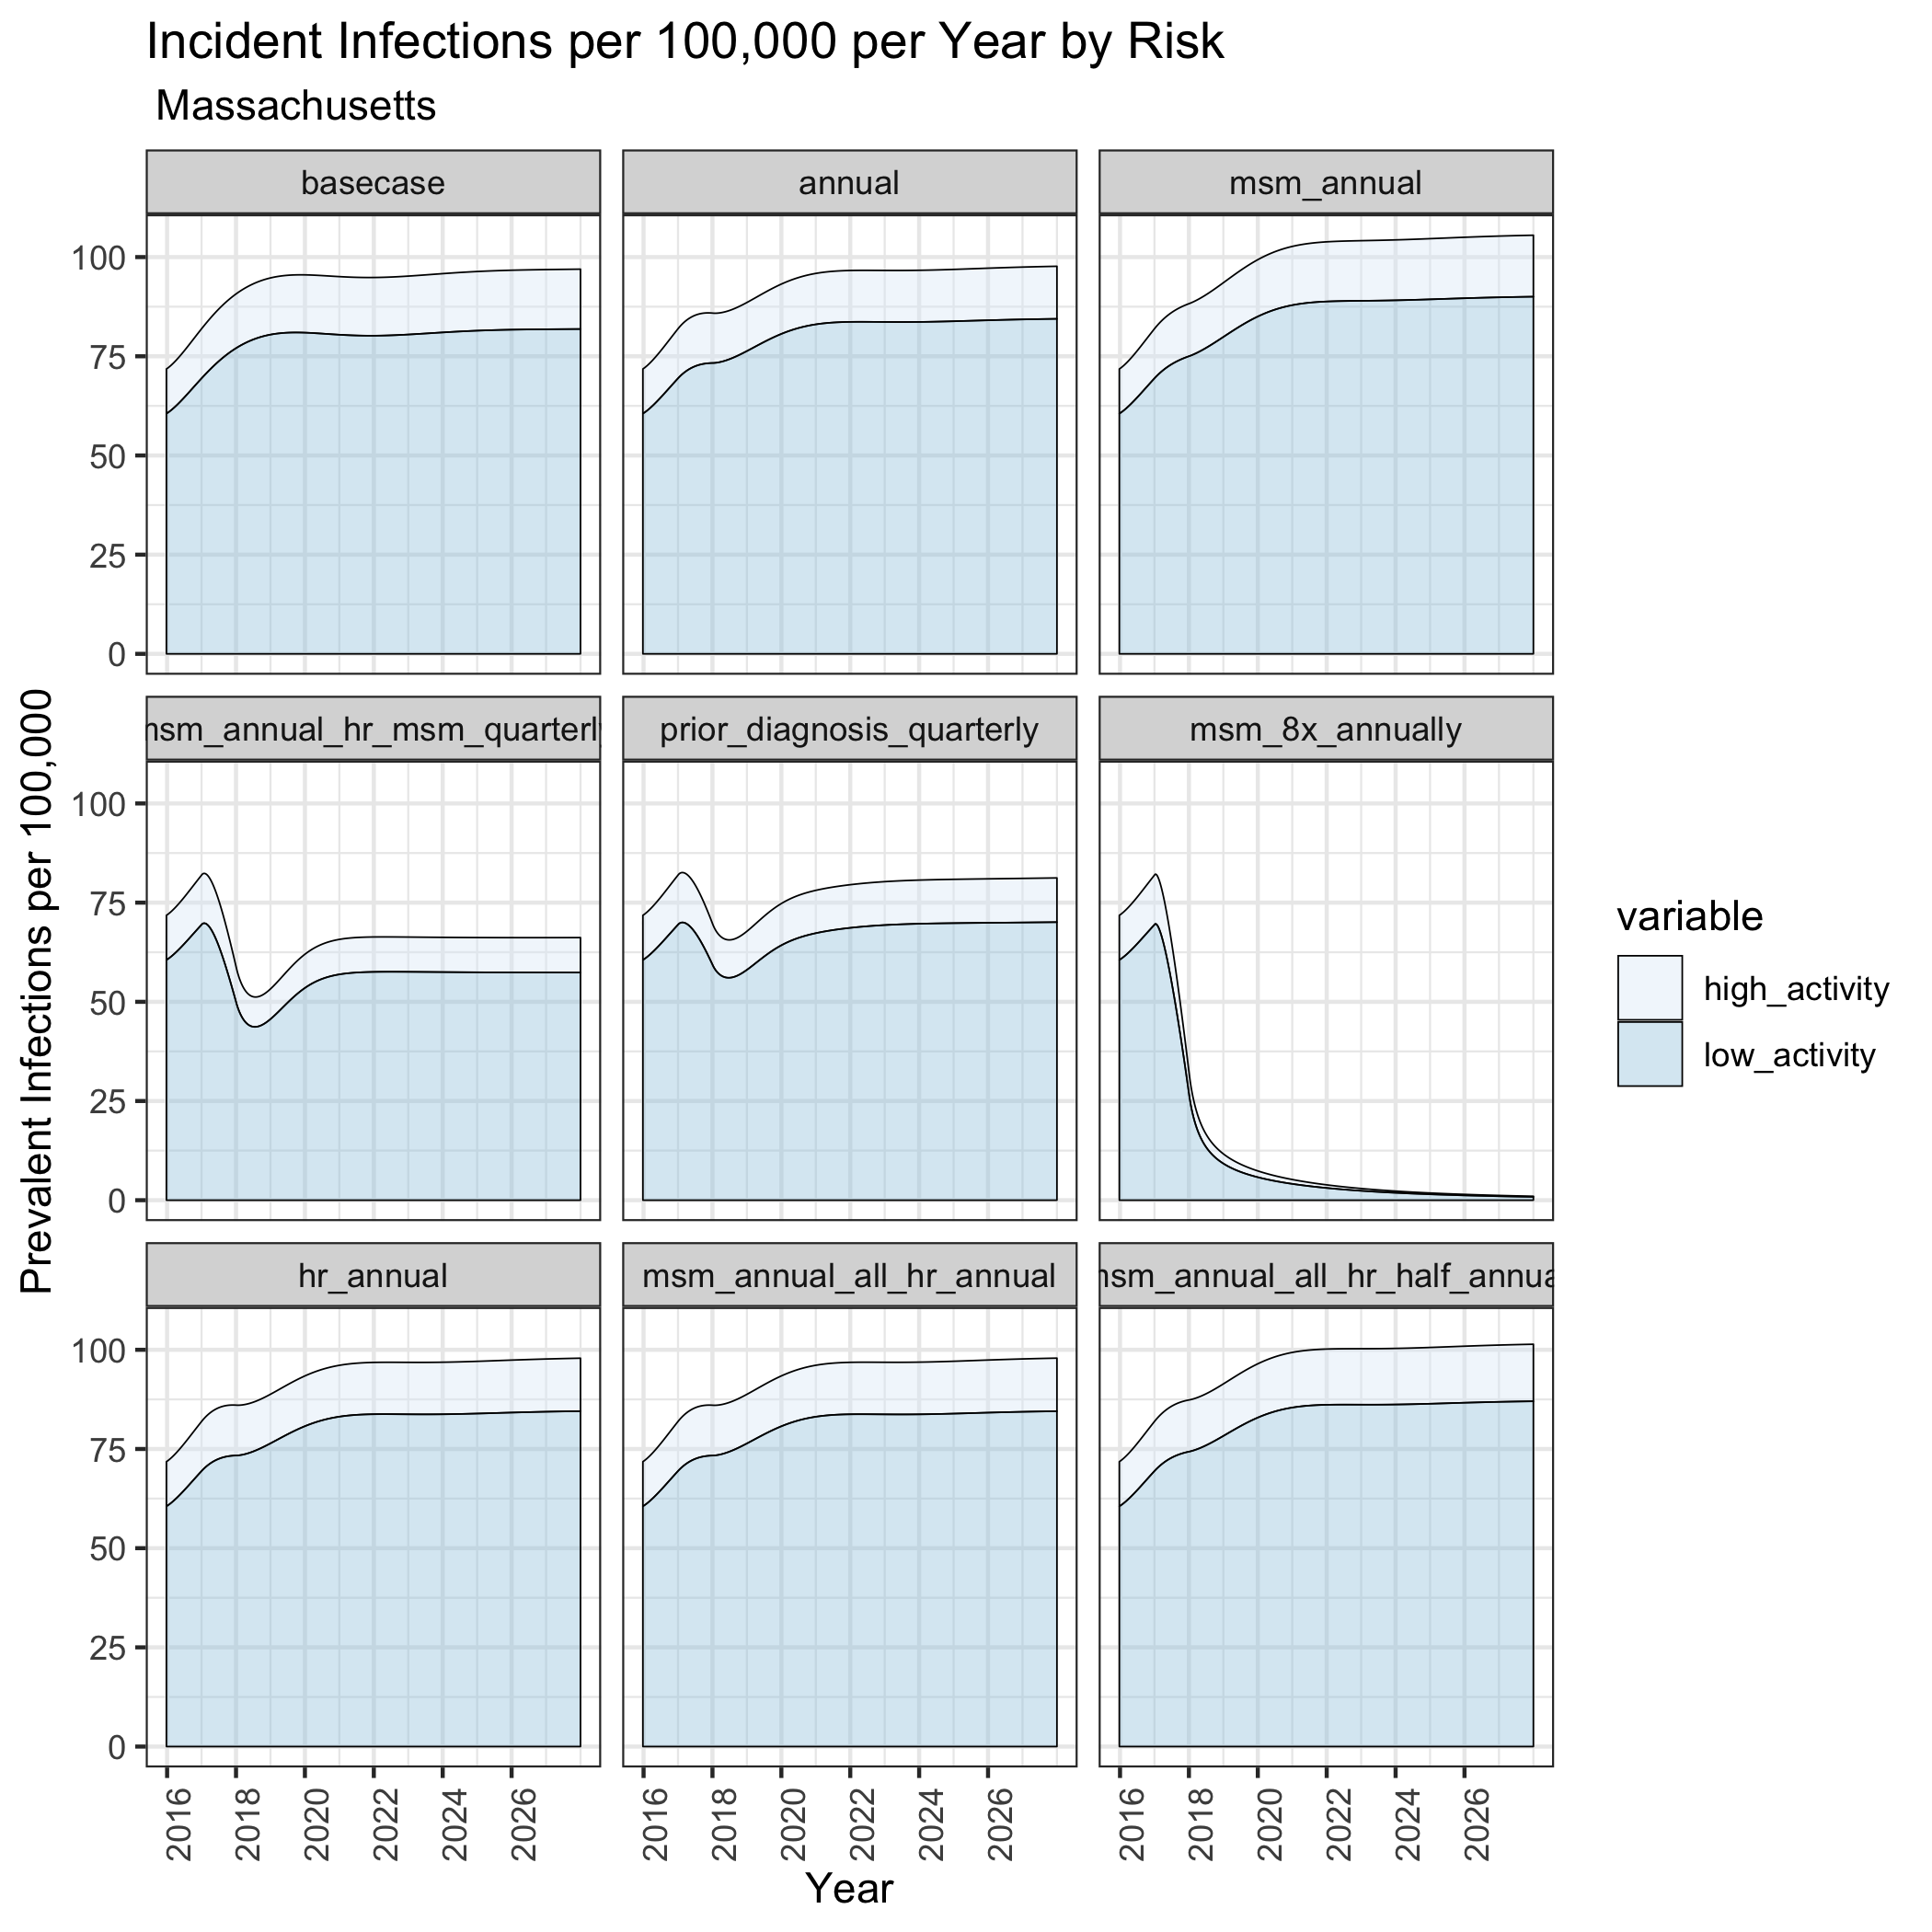 Incident Infections per 100,000 per Year by Risk
Massachusetts
basecase annual msm_annual
100
75
50
25
0
msm_annual_hr_msm_quarterly prior_diagnosis_quarterly msm_8x_annually
100
75
50
25
0
hr_annual msm_annual_all_hr_annual msm_annual_all_hr_half_annual
100
75
50
25
0
2016 2018 2020 2022 2024 2026 2016 2018 2020 2022 2024 2026 2016 2018 2020 2022 2024 2026
Year
Prevalent Infections per 100,000
variable
high_activity
low_activity